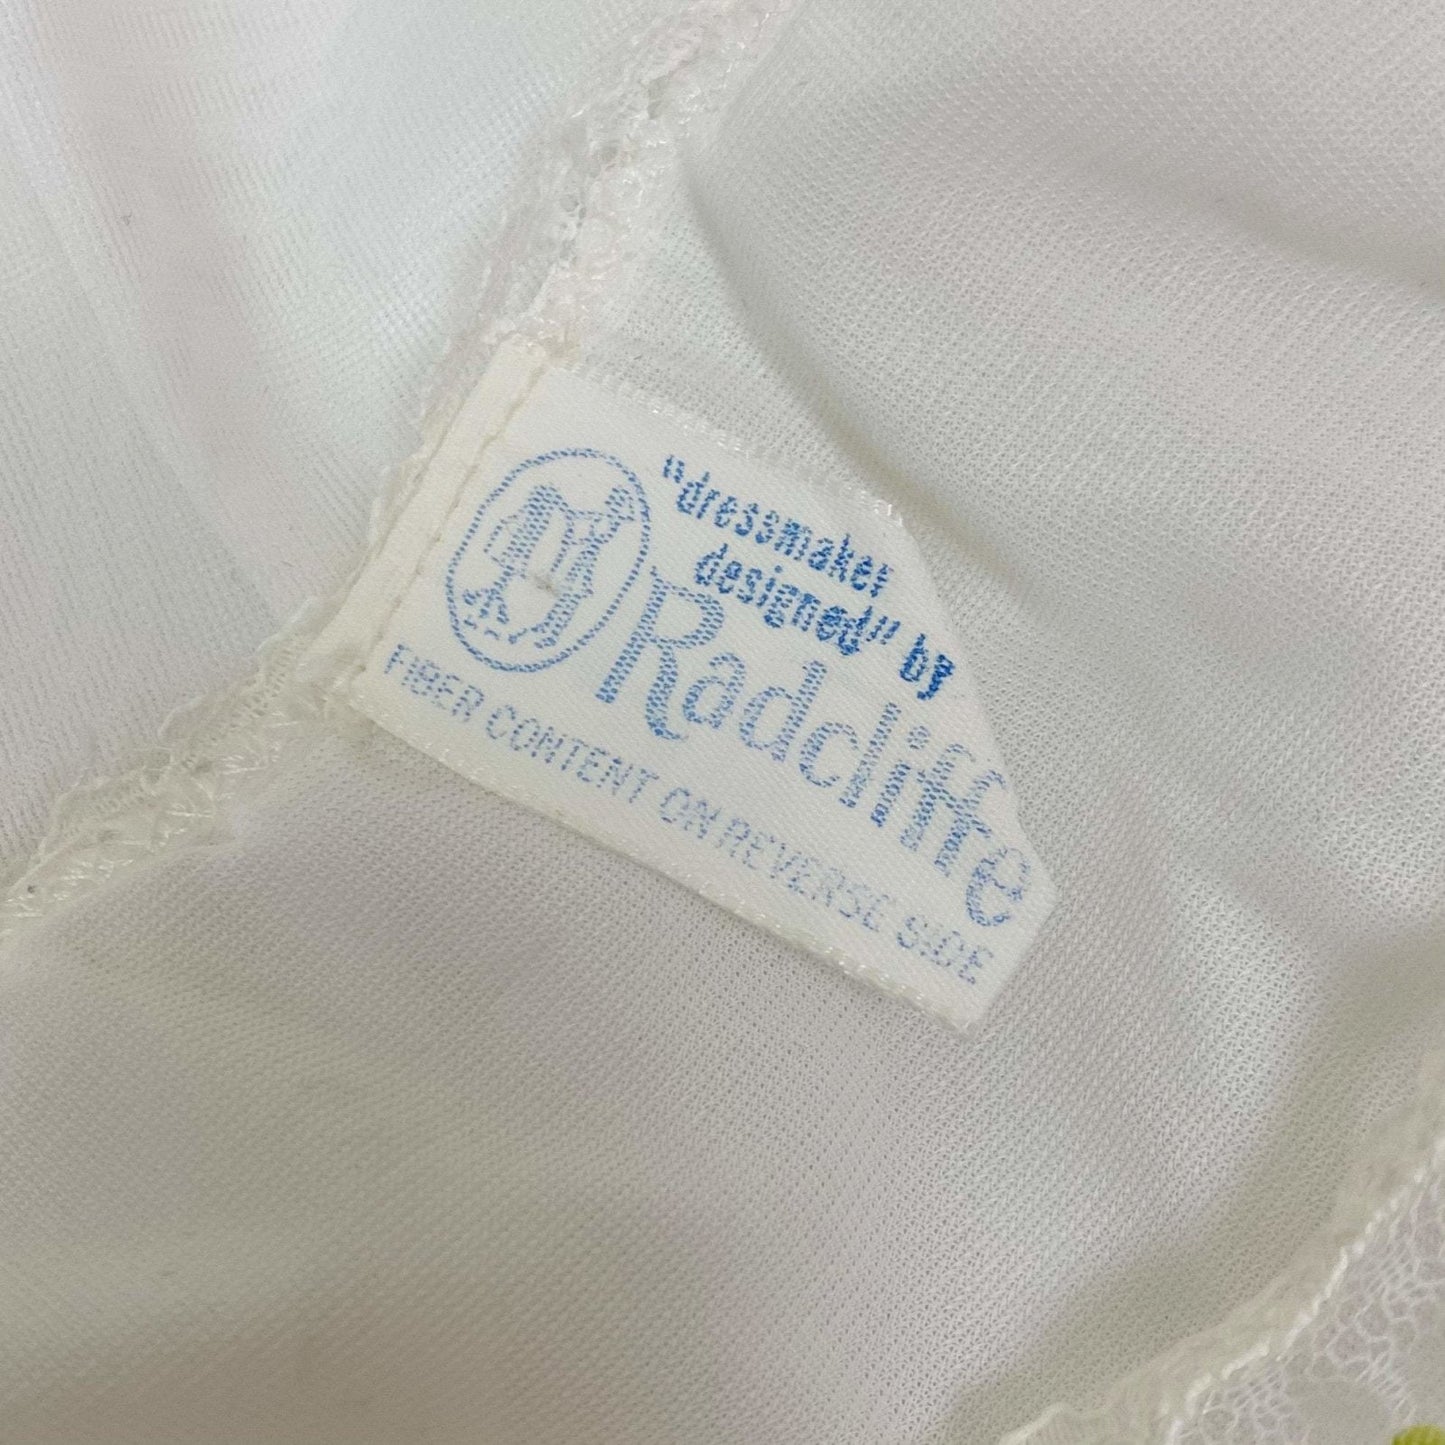 "dressmaker
designed" by
Radcliffe
FIBER CONTENT ON REVERSE SIDE